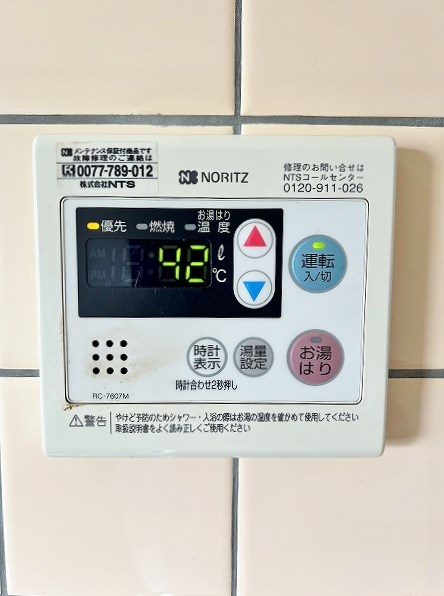 メンテナンス保証付商品です
故障修理のご連絡は
0077-789-012
株式会社NTS
NORITZ
修理のお問い合せは
NTSコールセンター
0120-911-026
優先 燃焼 お湯はり温度
AM
PM
42 ℓ
℃
運転
入/切
時計
表示
湯量
設定
お湯
はり
時計合わせ2秒押し
RC-7607M
警告
やけど予防のためシャワー・入浴の際はお湯の温度を確かめて使用してください
取扱説明書をよく読み正しくご使用ください